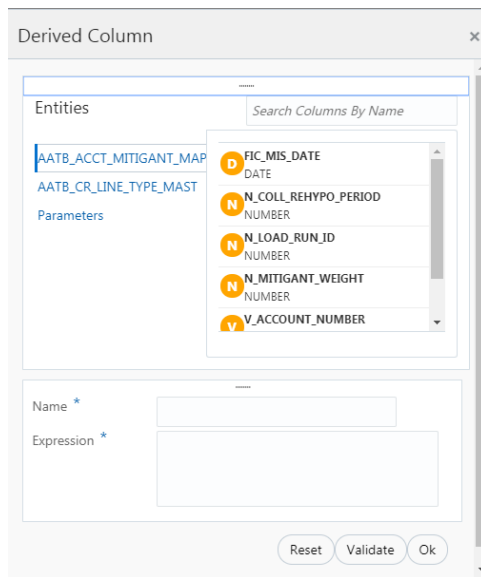 Derived Column
×
Entities
Search Columns By Name
AATB_ACCT_MITIGANT_MAP
AATB_CR_LINE_TYPE_MAST
Parameters
D FIC_MIS_DATE
DATE
N N_COLL_REHYPO_PERIOD
NUMBER
N N_LOAD_RUN_ID
NUMBER
N N_MITIGANT_WEIGHT
NUMBER
V V_ACCOUNT_NUMBER
Name *
Expression *
Reset Validate Ok